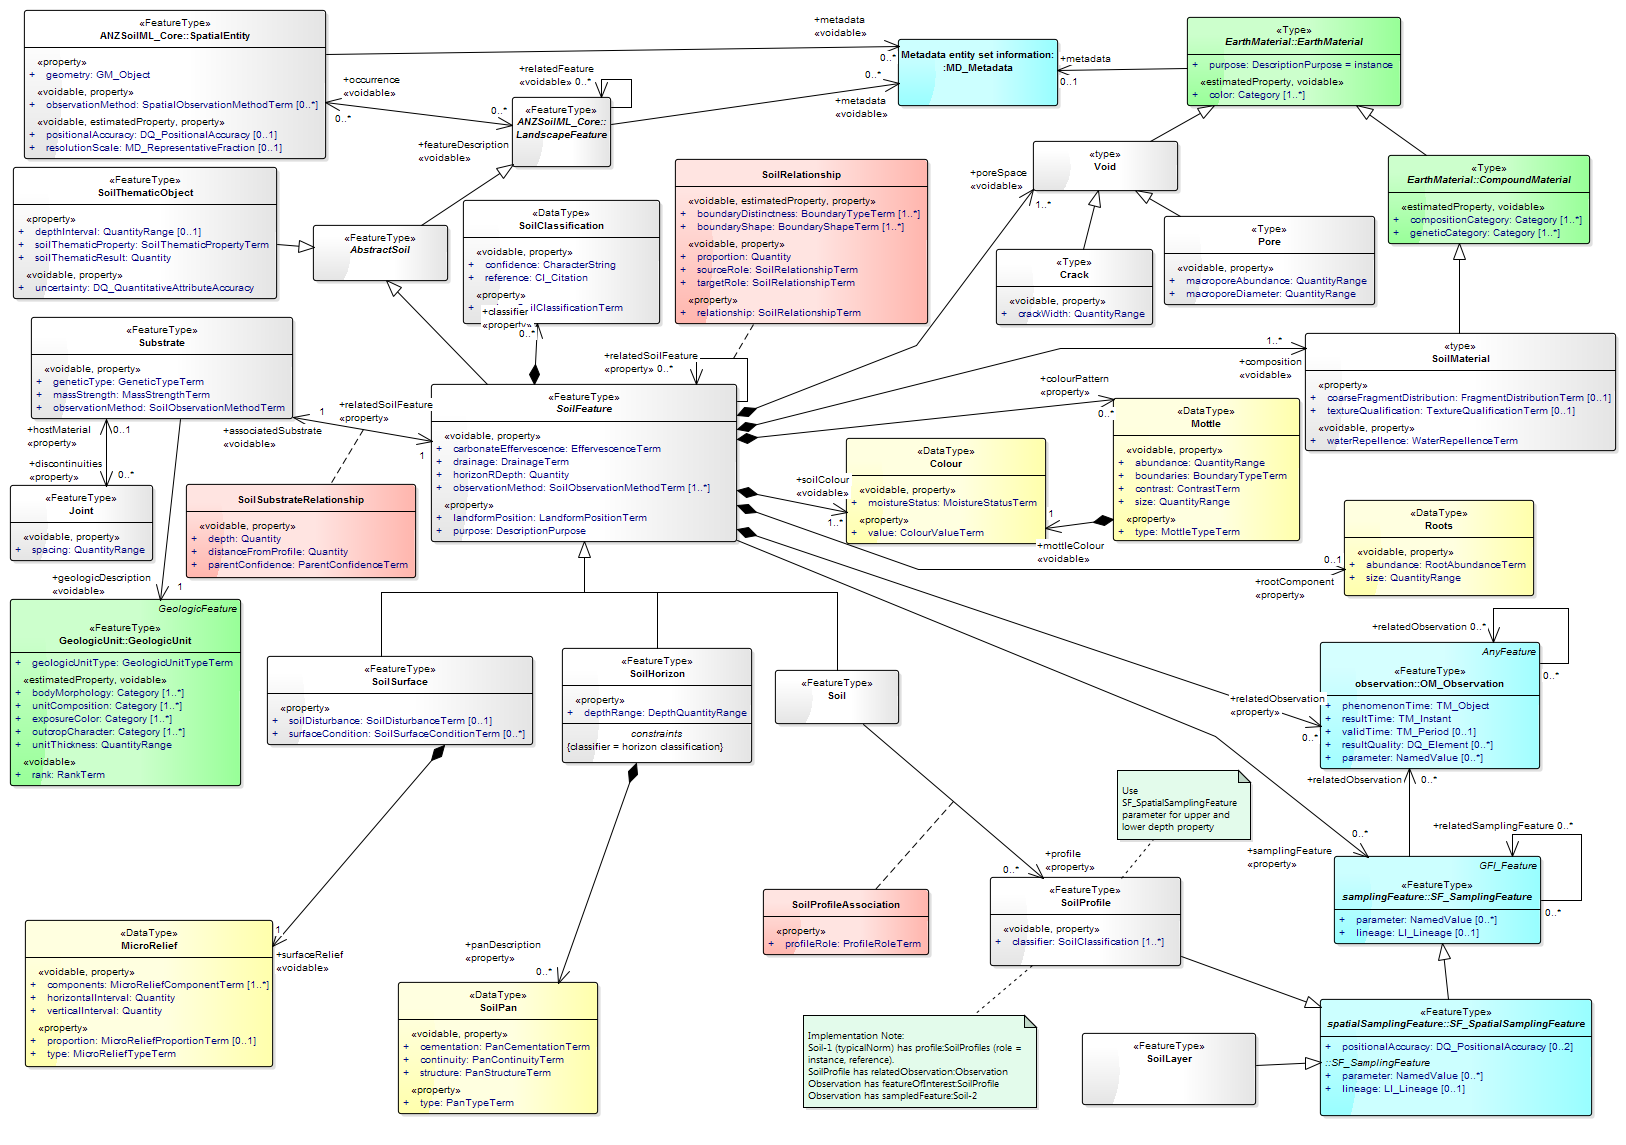 «FeatureType»
ANZSoilML_Core::SpatialEntity
«property»
+ geometry: GM_Object
«voidable, property»
+ observationMethod: SpatialObservationMethodTerm [0..*]
«voidable, estimatedProperty, property»
+ positionalAccuracy: DQ_PositionalAccuracy [0..1]
+ resolutionScale: MD_RepresentativeFraction [0..1]
+metadata
«voidable»
0..*
+occurrence
«voidable»
0..*
0..*
+relatedFeature
«voidable» 0..*
«FeatureType»
ANZSoilML_Core::
LandscapeFeature
0..*
+metadata
«voidable»
Metadata entity set information:
:MD_Metadata
+metadata
0..1
«Type»
EarthMaterial::EarthMaterial
+ purpose: DescriptionPurpose = instance
«estimatedProperty, voidable»
+ color: Category [1..*]
+featureDescription
«voidable»
«FeatureType»
SoilThematicObject
«property»
+ depthInterval: QuantityRange [0..1]
+ soilThematicProperty: SoilThematicPropertyTerm
+ soilThematicResult: Quantity
«voidable, property»
+ uncertainty: DQ_QuantitativeAttributeAccuracy
«FeatureType»
AbstractSoil
«DataType»
SoilClassification
«voidable, property»
+ confidence: CharacterString
+ reference: CI_Citation
«property»
+classifier
ilClassificationTerm
«property»
0..*
SoilRelationship
«voidable, estimatedProperty, property»
+ boundaryDistinctness: BoundaryTypeTerm [1..*]
+ boundaryShape: BoundaryShapeTerm [1..*]
«voidable, property»
+ proportion: Quantity
+ sourceRole: SoilRelationshipTerm
+ targetRole: SoilRelationshipTerm
«property»
+ relationship: SoilRelationshipTerm
+poreSpace
«voidable»
1..*
«type»
Void
«Type»
Crack
«voidable, property»
+ crackWidth: QuantityRange
«Type»
Pore
«voidable, property»
+ macroporeAbundance: QuantityRange
+ macroporeDiameter: QuantityRange
«Type»
EarthMaterial::CompoundMaterial
«estimatedProperty, voidable»
+ compositionCategory: Category [1..*]
+ geneticCategory: Category [1..*]
«type»
SoilMaterial
«property»
+ coarseFragmentDistribution: FragmentDistributionTerm [0..1]
+ textureQualification: TextureQualificationTerm [0..1]
«voidable, property»
+ waterRepellence: WaterRepellenceTerm
1..*
+composition
«voidable»
«FeatureType»
Substrate
«voidable, property»
+ geneticType: GeneticTypeTerm
+ massStrength: MassStrengthTerm
+ observationMethod: SoilObservationMethodTerm
+relatedSoilFeature
«property» 0..*
«FeatureType»
SoilFeature
«voidable, property»
+ carbonateEffervescence: EffervescenceTerm
+ drainage: DrainageTerm
+ horizonRDepth: Quantity
+ observationMethod: SoilObservationMethodTerm [1..*]
«property»
+ landformPosition: LandformPositionTerm
+ purpose: DescriptionPurpose
1
+relatedSoilFeature
«property»
+associatedSubstrate
«voidable»
1
+hostMaterial
«property»
0..1
+discontinuities
«property»
0..*
«FeatureType»
Joint
«voidable, property»
+ spacing: QuantityRange
SoilSubstrateRelationship
«voidable, property»
+ depth: Quantity
+ distanceFromProfile: Quantity
+ parentConfidence: ParentConfidenceTerm
+colourPattern
«property»
0..*
«DataType»
Mottle
«voidable, property»
+ abundance: QuantityRange
+ boundaries: BoundaryTypeTerm
+ contrast: ContrastTerm
+ size: QuantityRange
«property»
+ type: MottleTypeTerm
«DataType»
Colour
«voidable, property»
+ moistureStatus: MoistureStatusTerm
«property»
+ value: ColourValueTerm
+soilColour
«voidable»
1..*
1
+mottleColour
«voidable»
«DataType»
Roots
«voidable, property»
+ abundance: RootAbundanceTerm
+ size: QuantityRange
0..1
+rootComponent
«property»
+geologicDescription
«voidable»
1
GeologicFeature
«FeatureType»
GeologicUnit::GeologicUnit
+ geologicUnitType: GeologicUnitTypeTerm
«estimatedProperty, voidable»
+ bodyMorphology: Category [1..*]
+ unitComposition: Category [1..*]
+ exposureColor: Category [1..*]
+ outcropCharacter: Category [1..*]
+ unitThickness: QuantityRange
«voidable»
+ rank: RankTerm
«FeatureType»
SoilSurface
«property»
+ soilDisturbance: SoilDisturbanceTerm [0..1]
+ surfaceCondition: SoilSurfaceConditionTerm [0..*]
«FeatureType»
SoilHorizon
«property»
+ depthRange: DepthQuantityRange
constraints
{classifier = horizon classification}
«FeatureType»
Soil
+relatedObservation 0..*
0..*
AnyFeature
«FeatureType»
observation::OM_Observation
+ phenomenonTime: TM_Object
+ resultTime: TM_Instant
+ validTime: TM_Period [0..1]
+ resultQuality: DQ_Element [0..*]
+ parameter: NamedValue [0..*]
+relatedObservation
«property»
0..*
+relatedObservation
0..*
Use
SF_SpatialSamplingFeature
parameter for upper and
lower depth property
+relatedSamplingFeature 0..*
0..*
0..*
+samplingFeature
«property»
GFI_Feature
«FeatureType»
samplingFeature::SF_SamplingFeature
+ parameter: NamedValue [0..*]
+ lineage: LI_Lineage [0..1]
+profile
«property»
0..*
«FeatureType»
SoilProfile
«voidable, property»
+ classifier: SoilClassification [1..*]
SoilProfileAssociation
«property»
+ profileRole: ProfileRoleTerm
«DataType»
MicroRelief
«voidable, property»
+ components: MicroReliefComponentTerm [1..*]
+ horizontalInterval: Quantity
+ verticalInterval: Quantity
«property»
+ proportion: MicroReliefProportionTerm [0..1]
+ type: MicroReliefTypeTerm
1
+surfaceRelief
«voidable»
+panDescription
«property»
0..*
«DataType»
SoilPan
«voidable, property»
+ cementation: PanCementationTerm
+ continuity: PanContinuityTerm
+ structure: PanStructureTerm
«property»
+ type: PanTypeTerm
Implementation Note:
Soil-1 (typicalNorm) has profile:SoilProfiles (role =
instance, reference).
SoilProfile has relatedObservation:Observation
Observation has featureOfInterest:SoilProfile
Observation has sampledFeature:Soil-2
«FeatureType»
SoilLayer
«FeatureType»
spatialSamplingFeature::SF_SpatialSamplingFeature
+ positionalAccuracy: DQ_PositionalAccuracy [0..2]
::SF_SamplingFeature
+ parameter: NamedValue [0..*]
+ lineage: LI_Lineage [0..1]